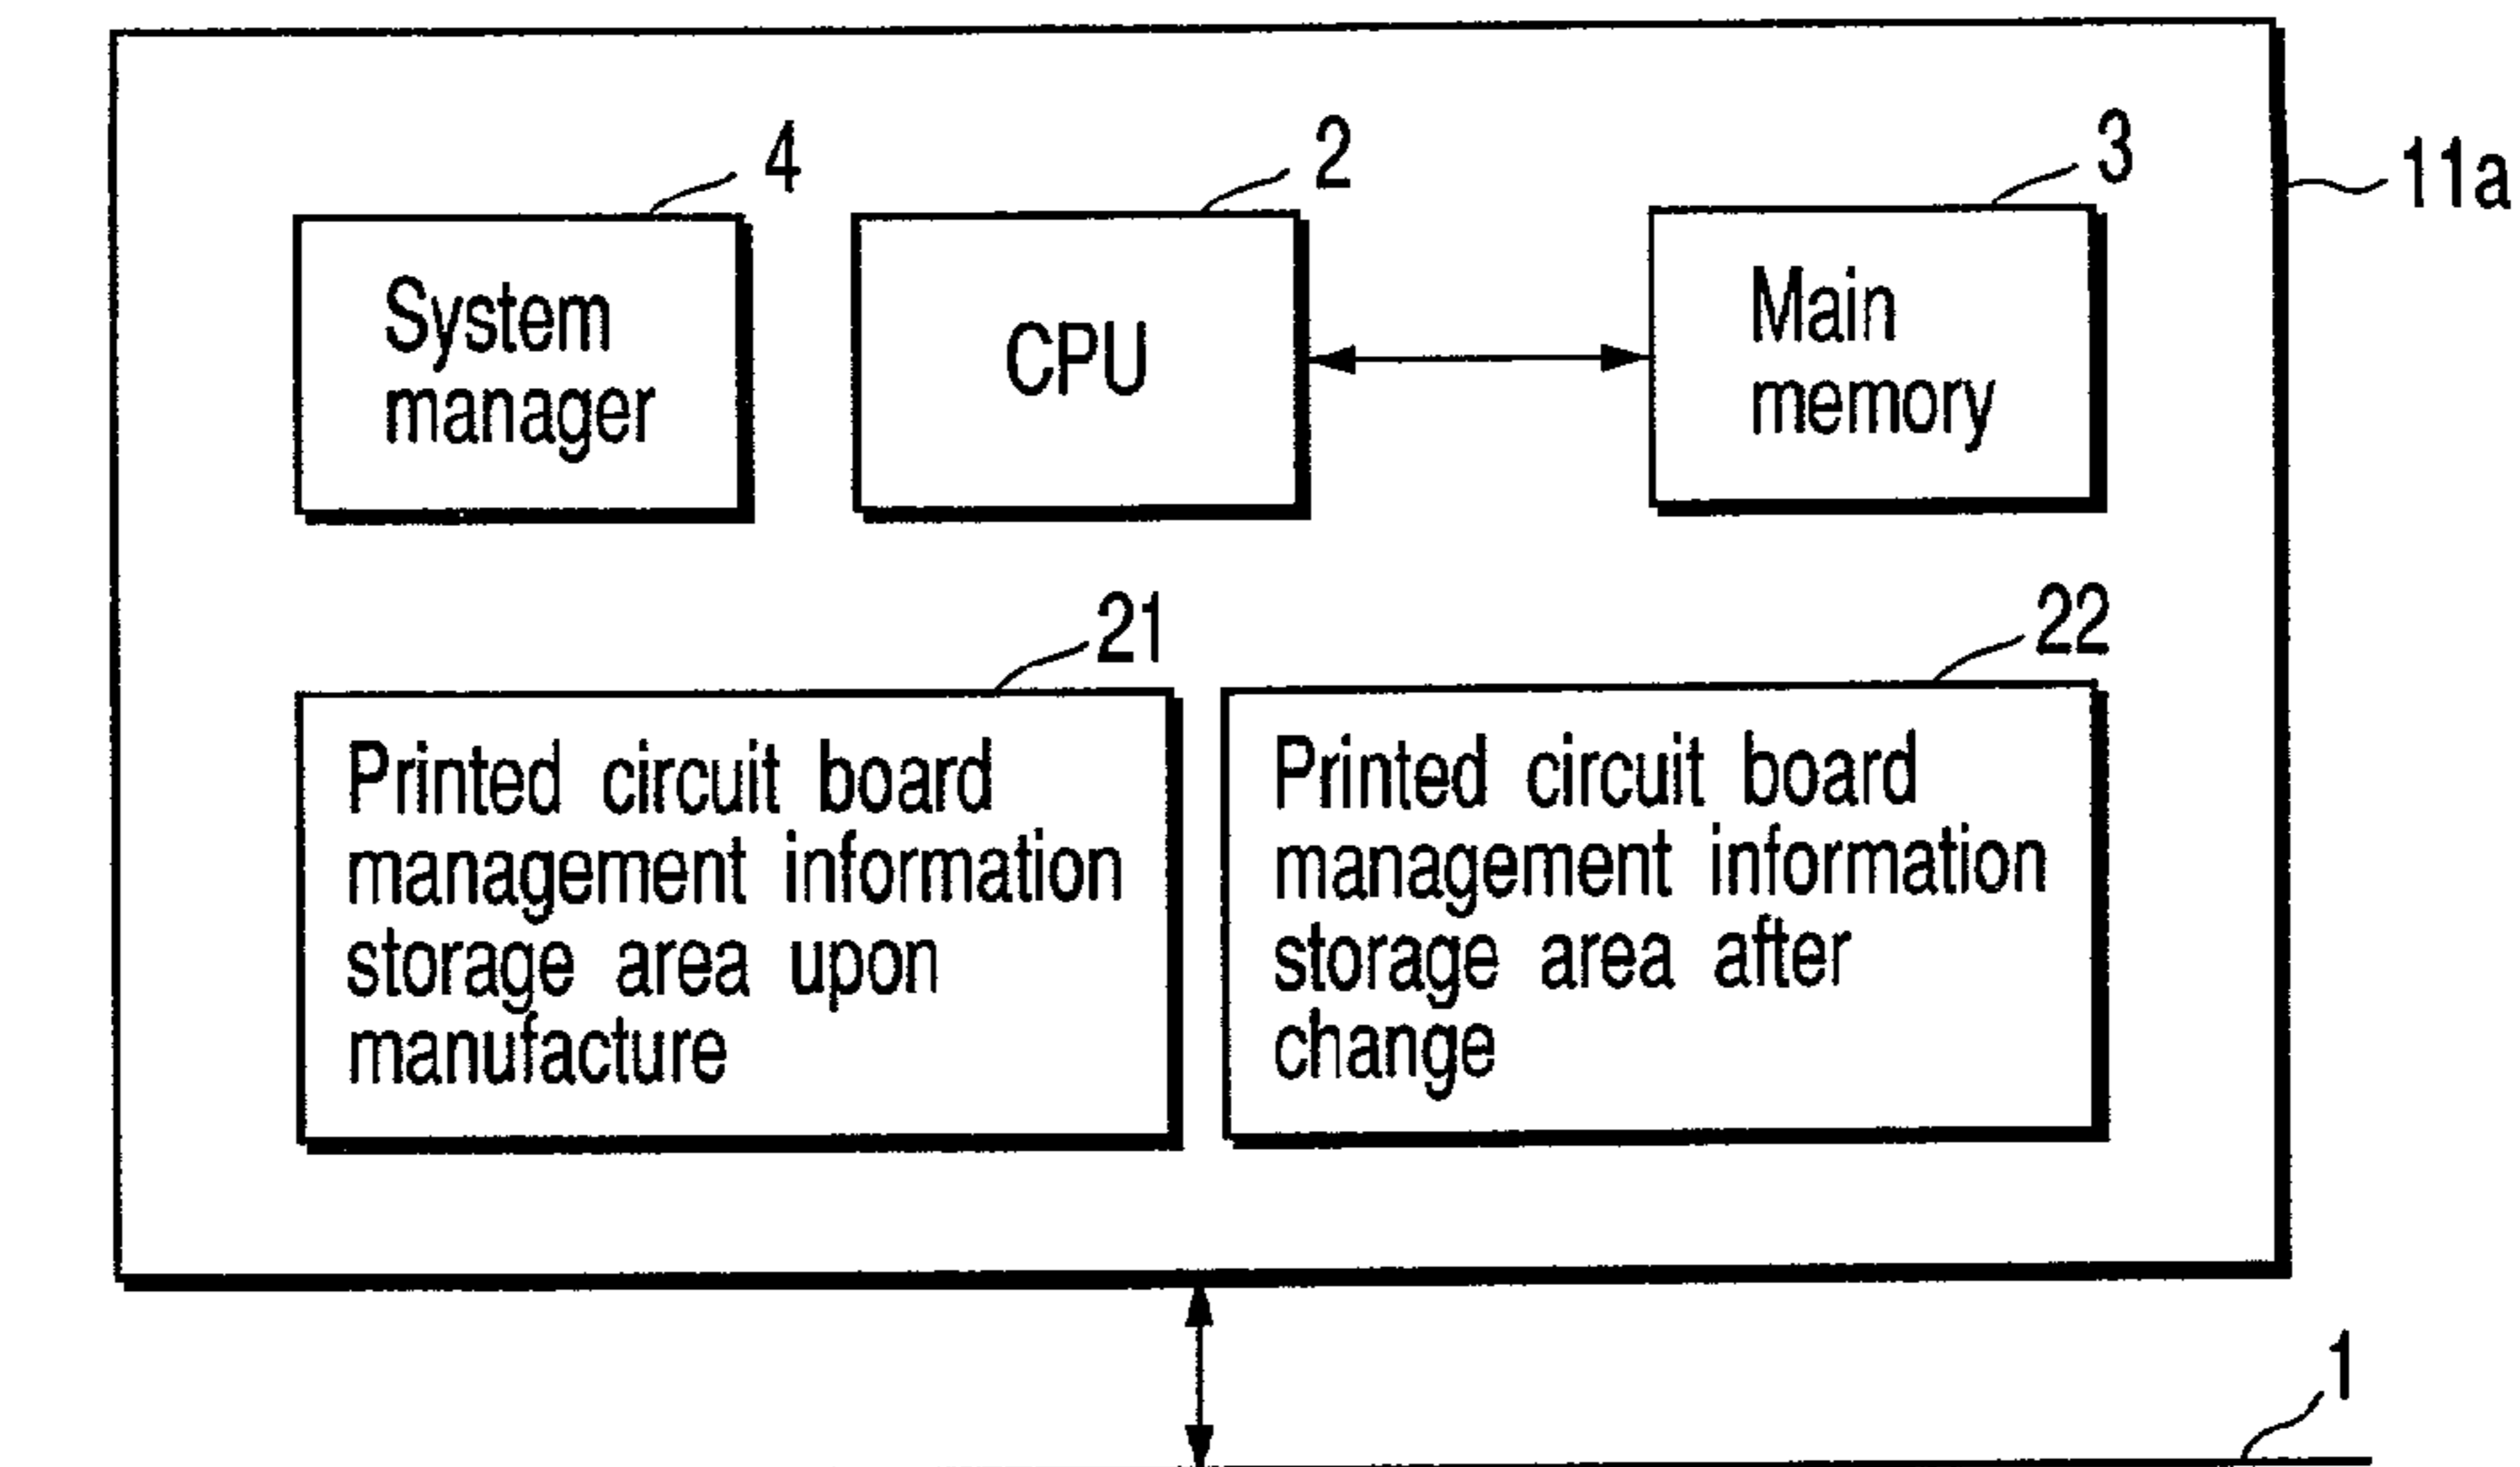 4
2
3
11a
System
manager
CPU
Main
memory
21
22
Printed circuit board
management information
storage area upon
manufacture
Printed circuit board
management information
storage area after
change
1